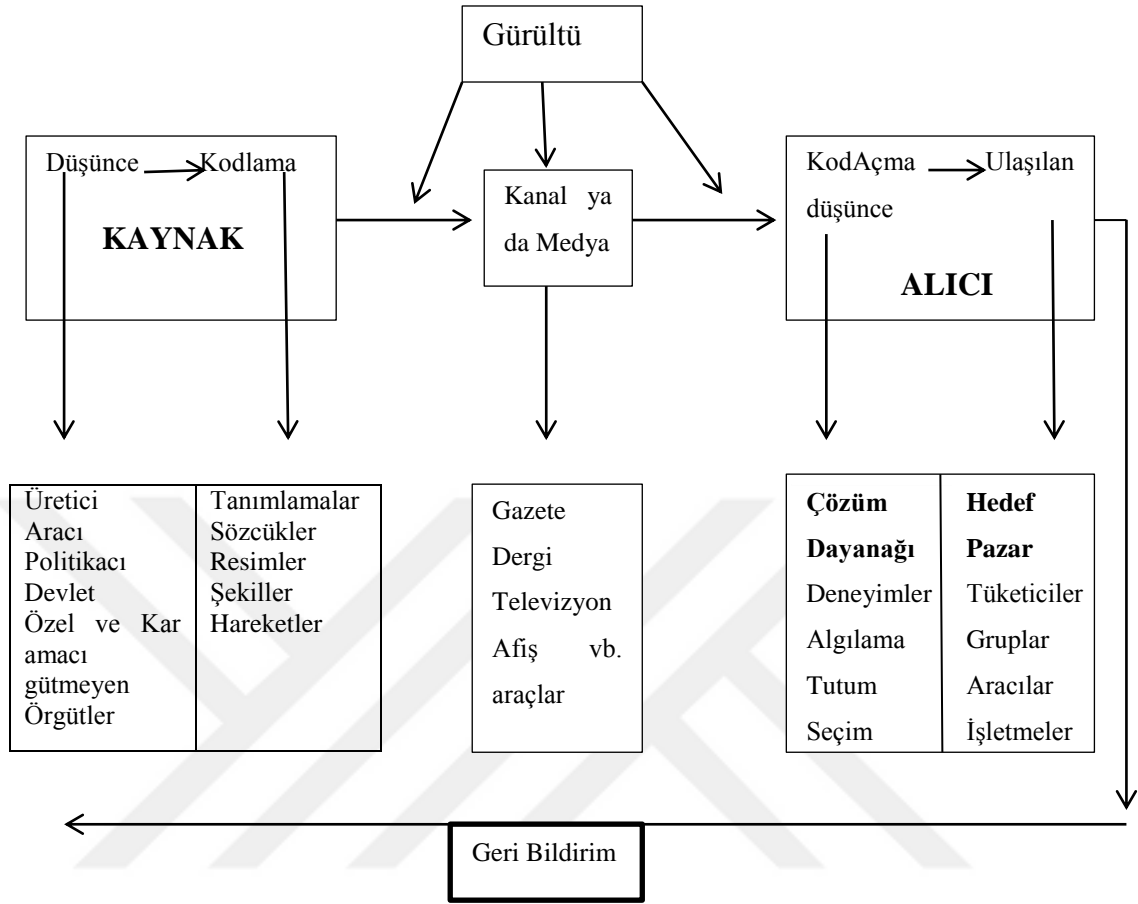 Gürültü
Düşünce Kodlama
KAYNAK
Kanal ya
da Medya
KodAçma Ulaşılan
düşünce
ALICI
Üretici
Aracı
Politikacı
Devlet
Özel ve Kar
amacı
gütmeyen
Örgütler
Tanımlamalar
Sözcükler
Resimler
Şekiller
Hareketler
Gazete
Dergi
Televizyon
Afiş vb.
araçlar
Çözüm
Dayanağı
Deneyimler
Algılama
Tutum
Seçim
Hedef
Pazar
Tüketiciler
Gruplar
Aracılar
İşletmeler
Geri Bildirim